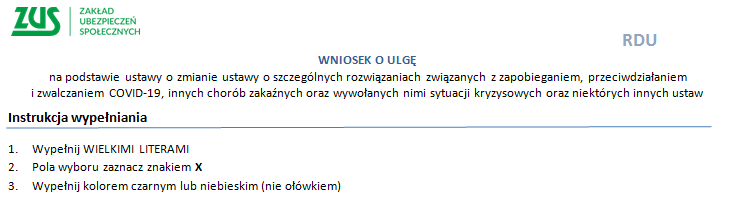 ZUS
ZAKŁAD
UBEZPIECZEŃ
SPOŁECZNYCH
RDU
WNIOSEK O ULGĘ
na podstawie ustawy o zmianie ustawy o szczególnych rozwiązaniach związanych z zapobieganiem, przeciwdziałaniem
i zwalczaniem COVID-19, innych chorób zakaźnych oraz wywołanych nimi sytuacji kryzysowych oraz niektórych innych ustaw
Instrukcja wypełniania
1. Wypełnij WIELKIMI LITERAMI
2. Pola wyboru zaznacz znakiem X
3. Wypełnij kolorem czarnym lub niebieskim (nie ołówkiem)